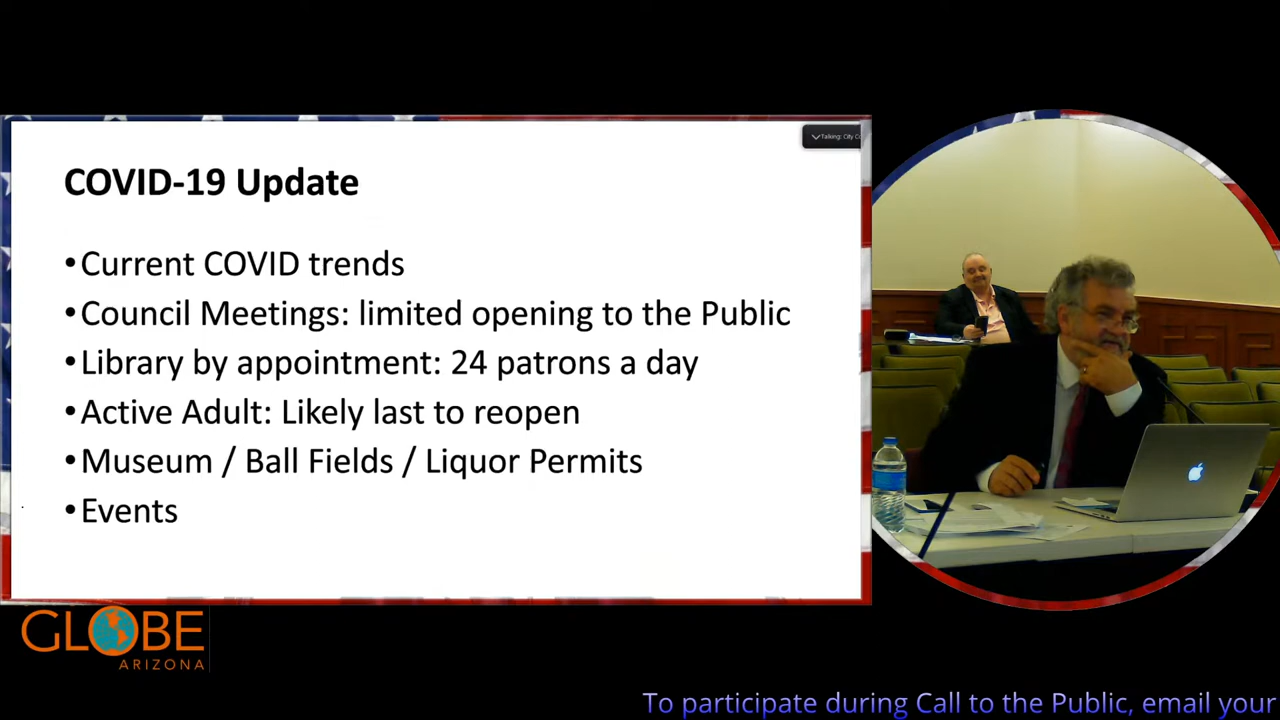 Talking: City
COVID-19 Update
•Current COVID trends
•Council Meetings: limited opening to the Public
•Library by appointment: 24 patrons a day
•Active Adult: Likely last to reopen
•Museum / Ball Fields / Liquor Permits
•Events
GLOBE
ARIZONA
To participate during Call to the Public, email your